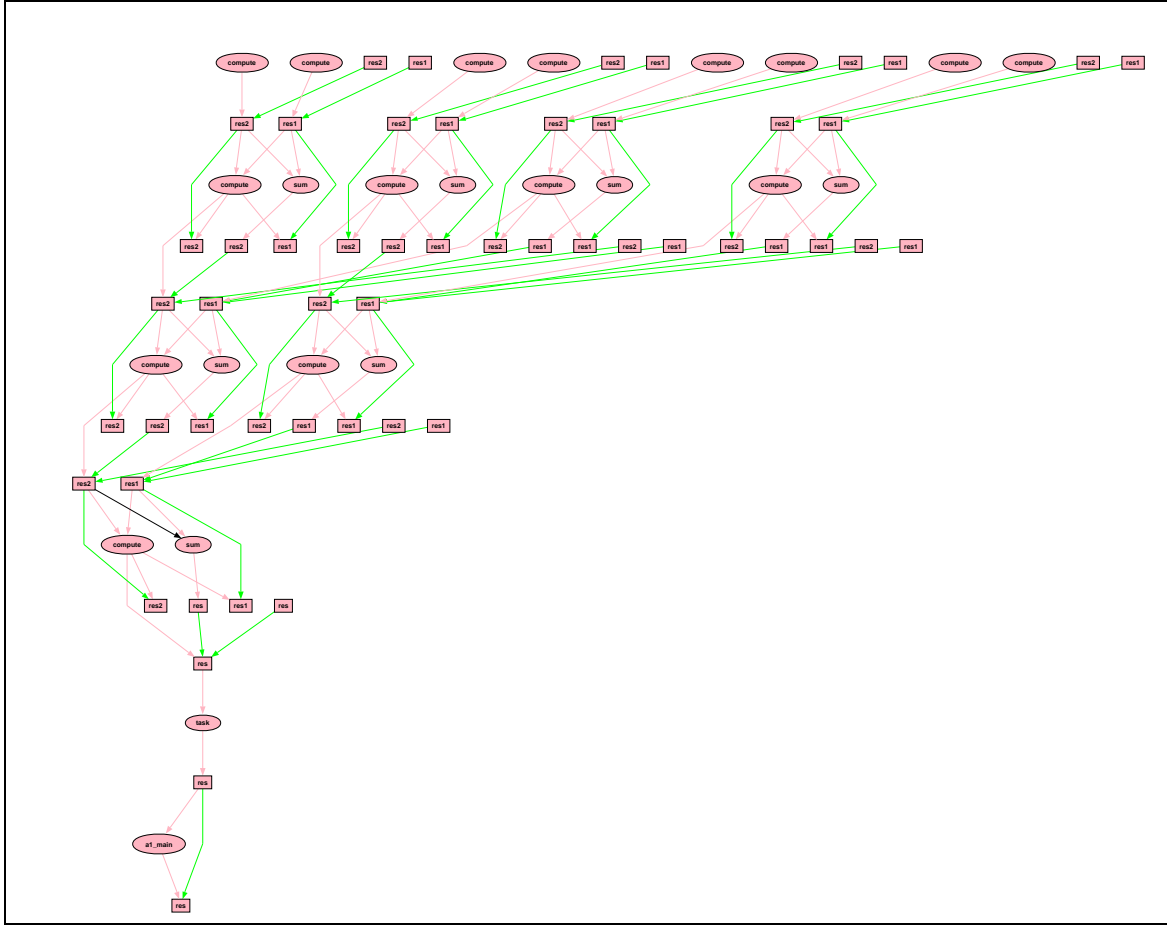 compute compute res2 res1 compute compute res2 res1 compute compute res2 res1 compute compute res2 res1
res2 res1 res2 res1 res2 res1 res2 res1
compute sum compute sum compute sum compute sum
res2 res2 res1 res2 res2 res1 res2 res1 res1 res2 res1 res2 res1 res1 res2 res1
res2 res1 res2 res1
compute sum compute sum
res2 res2 res1 res2 res1 res1 res2 res1
res2 res1
compute sum
res2 res res1 res
res
task
res
a1_main
res